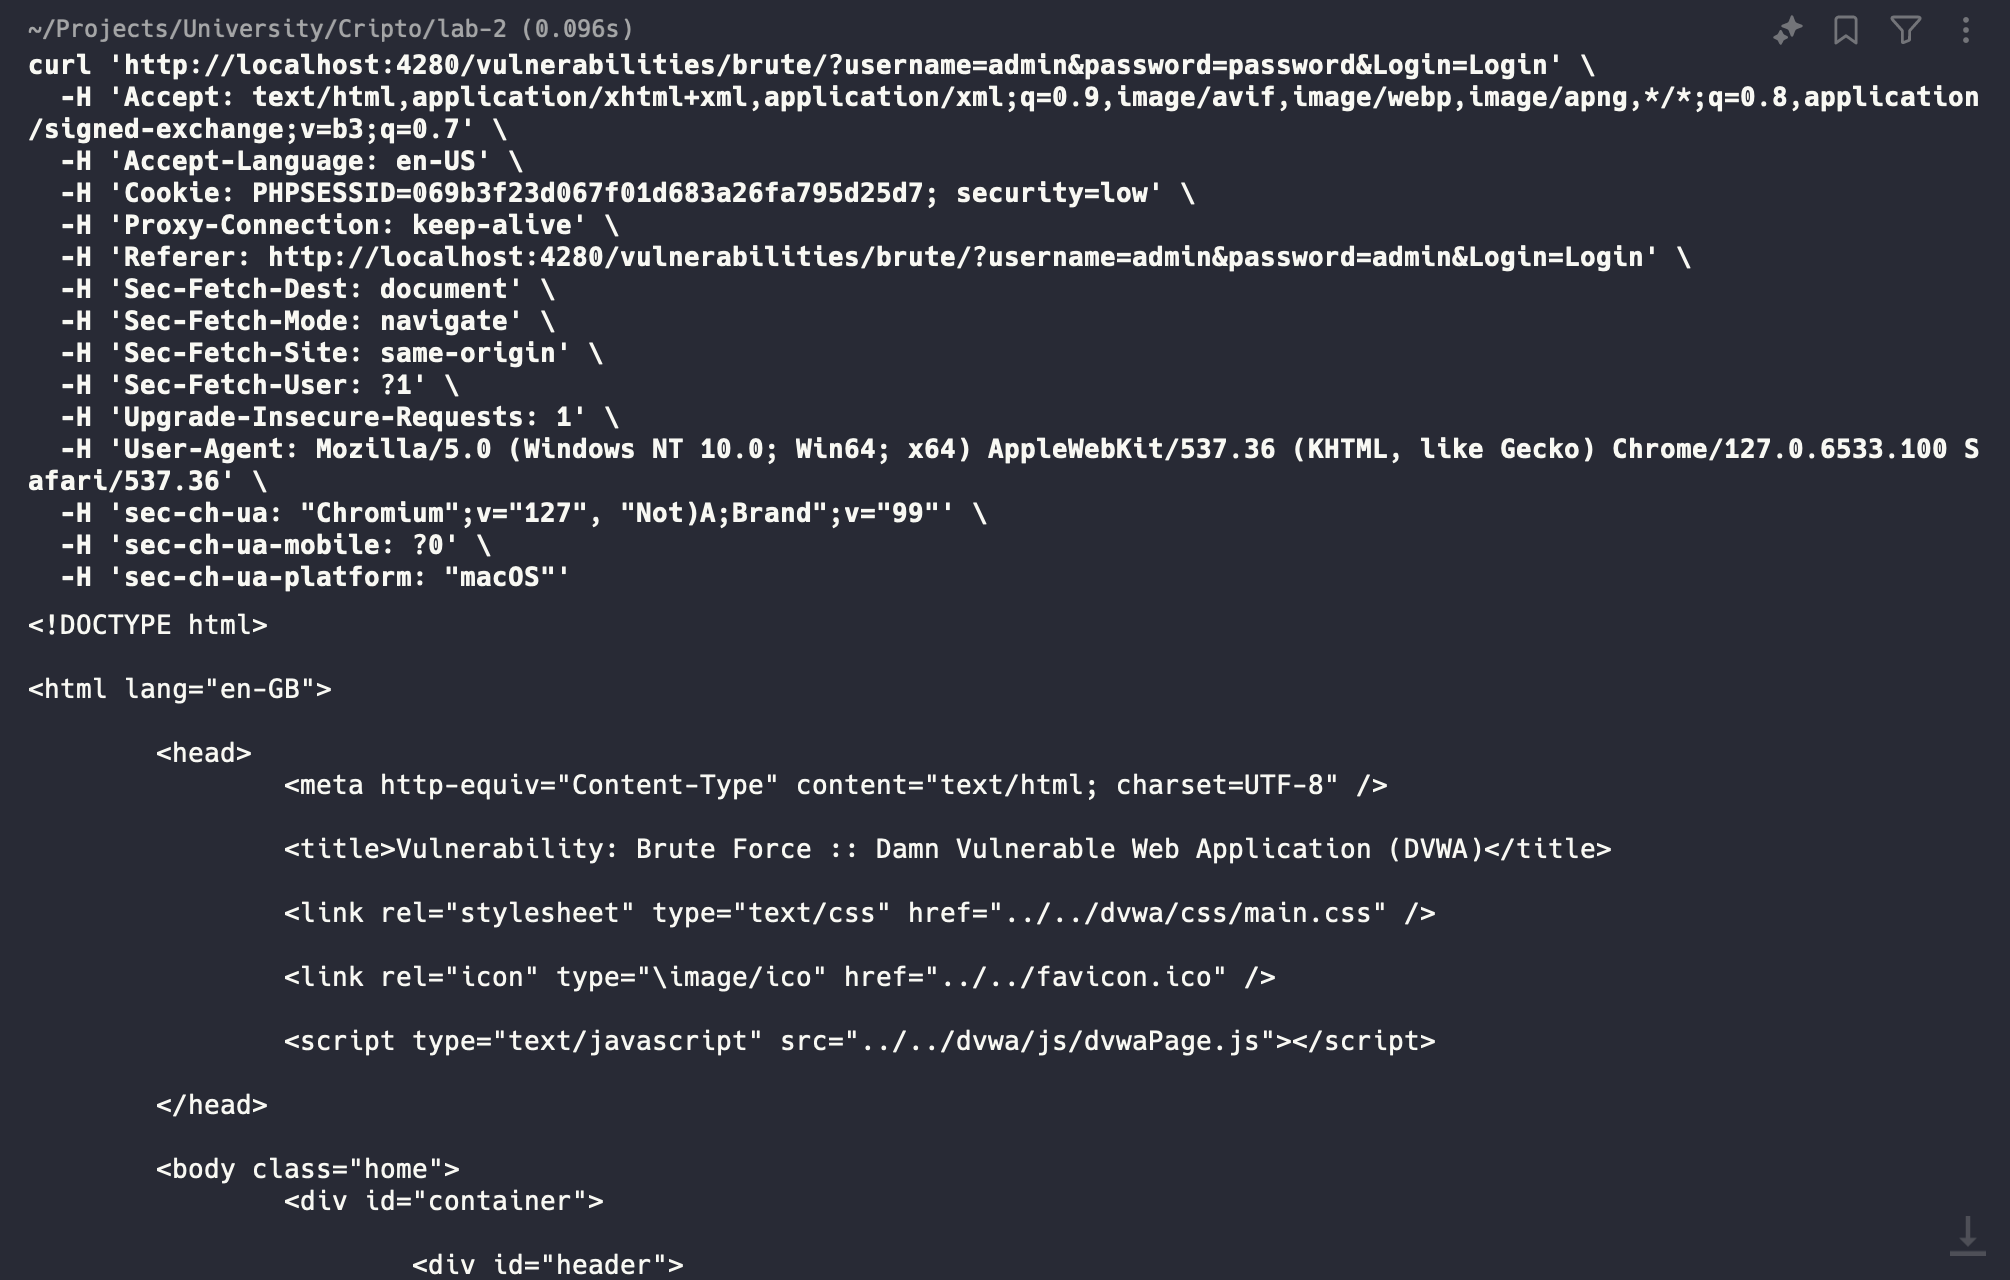 ~/Projects/University/Cripto/lab-2 (0.096s)
curl 'http://localhost:4280/vulnerabilities/brute/?username=admin&password=password&Login=Login' \
  -H 'Accept: text/html,application/xhtml+xml,application/xml;q=0.9,image/avif,image/webp,image/apng,*/*;q=0.8,application
/signed-exchange;v=b3;q=0.7' \
  -H 'Accept-Language: en-US' \
  -H 'Cookie: PHPSESSID=069b3f23d067f01d683a26fa795d25d7; security=low' \
  -H 'Proxy-Connection: keep-alive' \
  -H 'Referer: http://localhost:4280/vulnerabilities/brute/?username=admin&password=admin&Login=Login' \
  -H 'Sec-Fetch-Dest: document' \
  -H 'Sec-Fetch-Mode: navigate' \
  -H 'Sec-Fetch-Site: same-origin' \
  -H 'Sec-Fetch-User: ?1' \
  -H 'Upgrade-Insecure-Requests: 1' \
  -H 'User-Agent: Mozilla/5.0 (Windows NT 10.0; Win64; x64) AppleWebKit/537.36 (KHTML, like Gecko) Chrome/127.0.6533.100 S
afari/537.36' \
  -H 'sec-ch-ua: "Chromium";v="127", "Not)A;Brand";v="99"' \
  -H 'sec-ch-ua-mobile: ?0' \
  -H 'sec-ch-ua-platform: "macOS"'
<!DOCTYPE html>
<html lang="en-GB">
        <head>
                <meta http-equiv="Content-Type" content="text/html; charset=UTF-8" />
                <title>Vulnerability: Brute Force :: Damn Vulnerable Web Application (DVWA)</title>
                <link rel="stylesheet" type="text/css" href="../../dvwa/css/main.css" />
                <link rel="icon" type="\image/ico" href="../../favicon.ico" />
                <script type="text/javascript" src="../../dvwa/js/dvwaPage.js"></script>
        </head>
        <body class="home">
                <div id="container">
                        <div id="header">